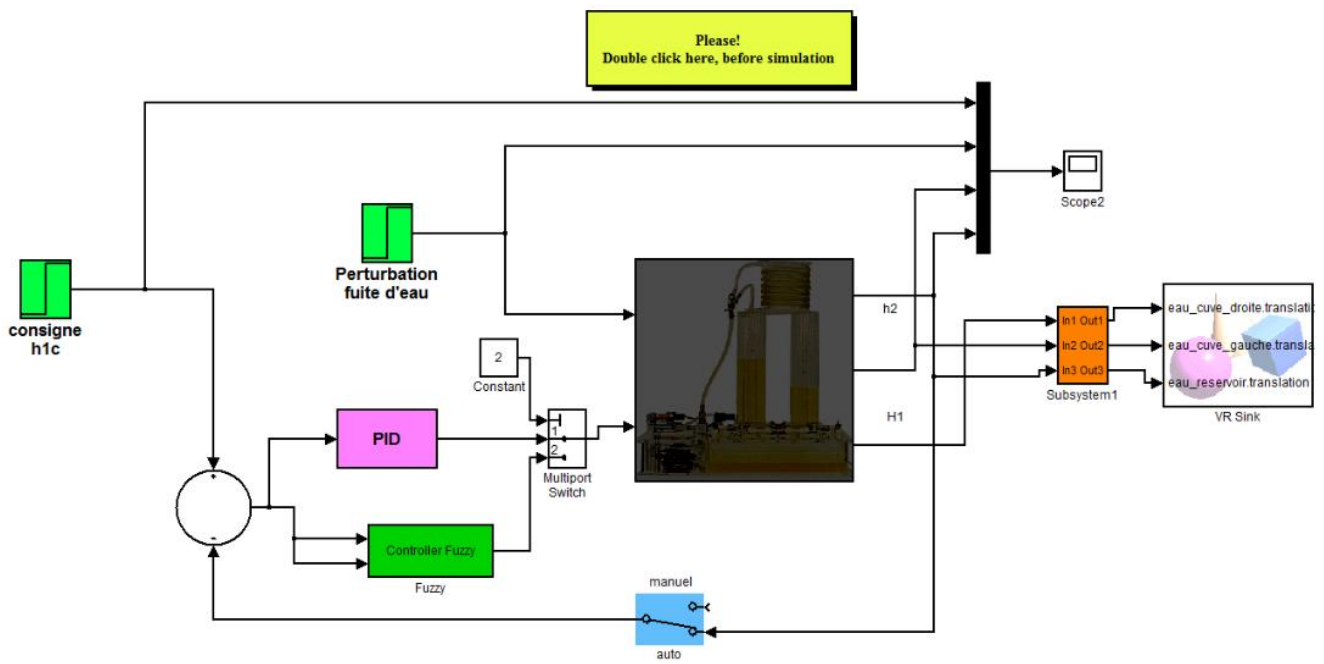 Please!
Double click here, before simulation
Scope2
Perturbation
fuite d'eau
consigne
h1c
h2
2
Constant
H1
In1 Out1
In2 Out2
In3 Out3
Subsystem1
eau_cuve_droite.translatic
eau_cuve_gauche.transla
eau_reservoir.translation
VR Sink
PID
1
2
Multiport
Switch
+
-
Controller Fuzzy
Fuzzy
manuel
auto